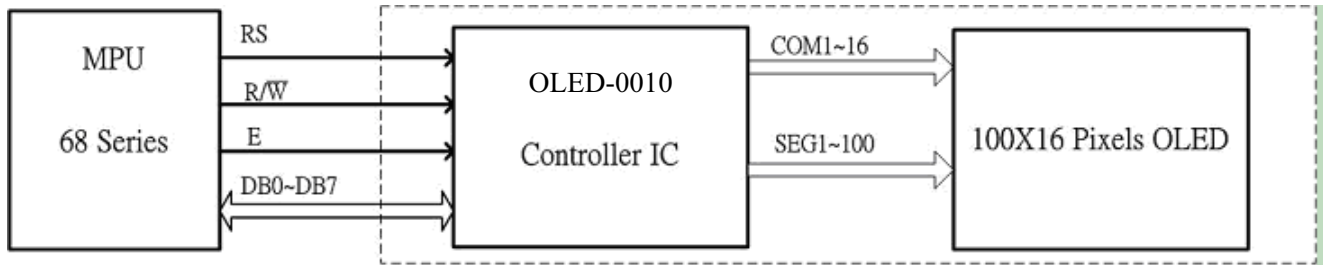 MPU
68 Series
RS
R/W̅
E
DB0~DB7
OLED-0010
Controller IC
COM1~16
SEG1~100
100X16 Pixels OLED